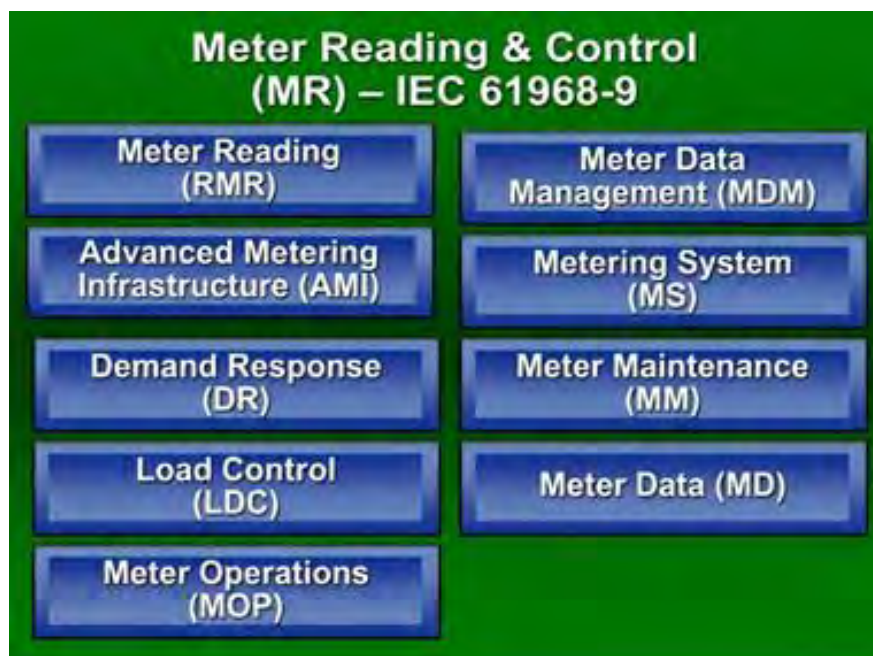 Meter Reading & Control
(MR) – IEC 61968-9
Meter Reading
(RMR)
Advanced Metering
Infrastructure (AMI)
Demand Response
(DR)
Load Control
(LDC)
Meter Operations
(MOP)
Meter Data
Management (MDM)
Metering System
(MS)
Meter Maintenance
(MM)
Meter Data (MD)